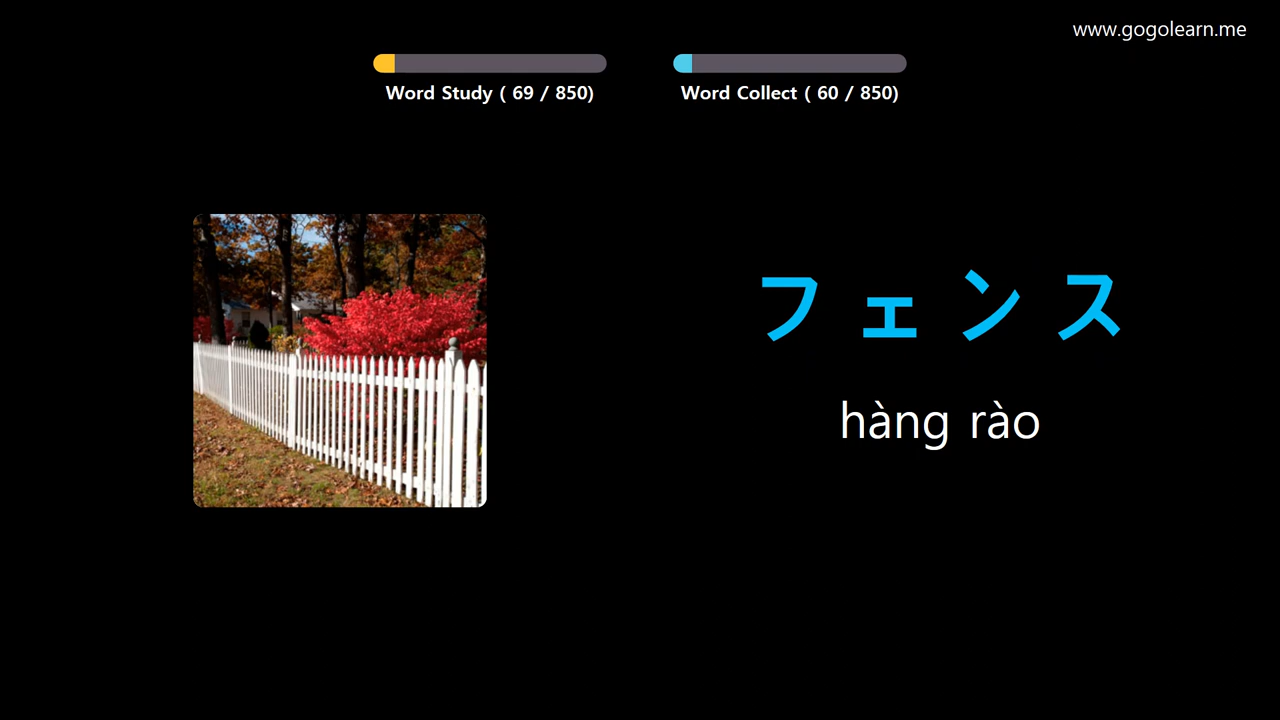 www.gogolearn.me
Word Study ( 69 / 850)
Word Collect ( 60 / 850)
フェンス
hàng rào